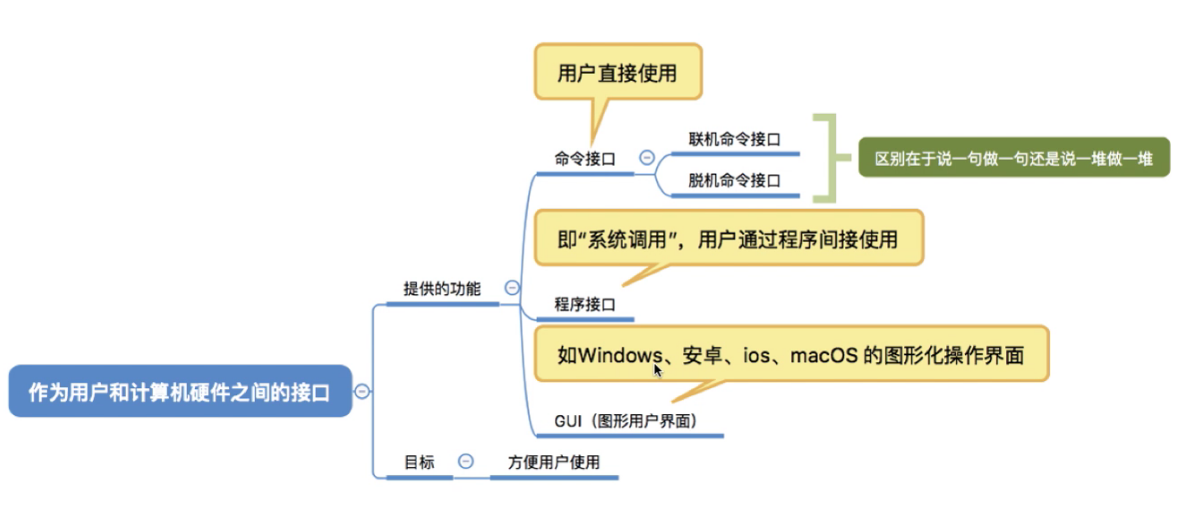 用户直接使用
命令接口
联机命令接口
脱机命令接口
区别在于说一句做一句还是说一堆做一堆
即“系统调用”，用户通过程序间接使用
提供的功能
程序接口
如Windows、安卓、ios、macOS 的图形化操作界面
作为用户和计算机硬件之间的接口
GUI（图形用户界面）
目标
方便用户使用